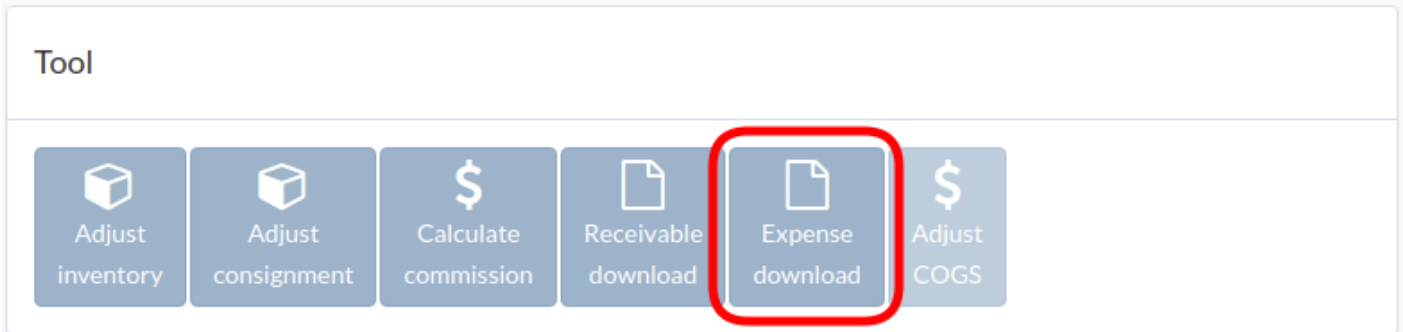 Tool
Adjust
inventory
Adjust
consignment
$
Calculate
commission
Receivable
download
Expense
download
$
Adjust
COGS